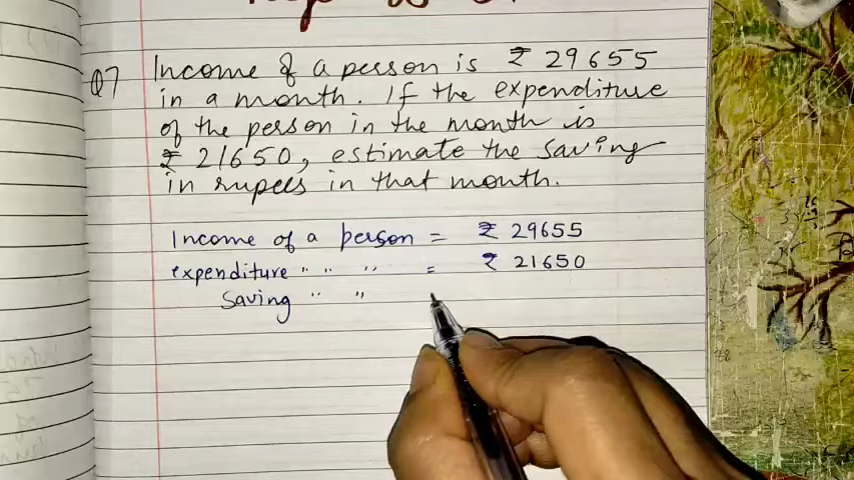 Q7 Income of a person is ₹ 29655
in a month. If the expenditure
of the person in the month is
₹ 21650, estimate the saving
in rupees in that month.
Income of a person = ₹ 29655
expenditure " " " = ₹ 21650
Saving " "